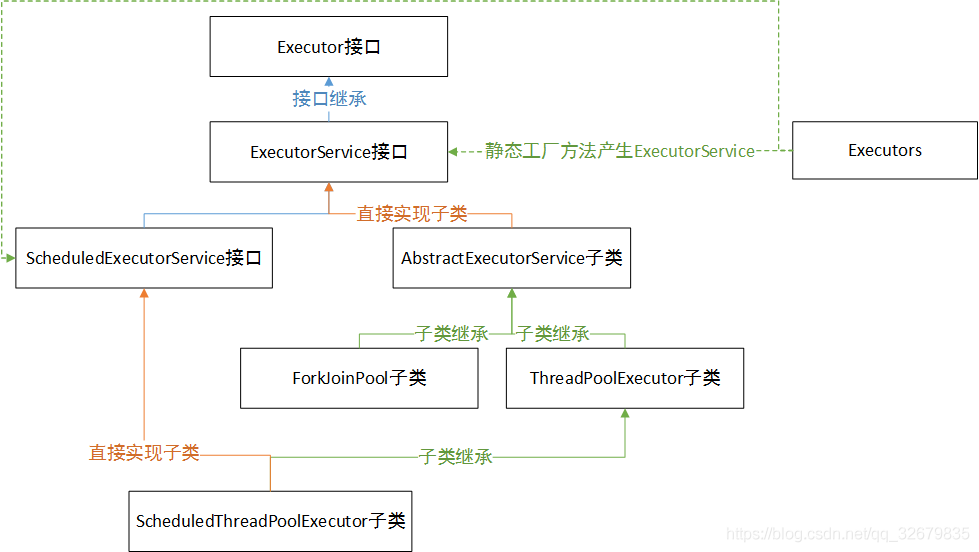 Executor接口
接口继承
ExecutorService接口
静态工厂方法产生ExecutorService
Executors
直接实现子类
ScheduledExecutorService接口
AbstractExecutorService子类
子类继承
子类继承
ForkJoinPool子类
ThreadPoolExecutor子类
直接实现子类
子类继承
ScheduledThreadPoolExecutor子类
https://blog.csdn.net/qq_32679835